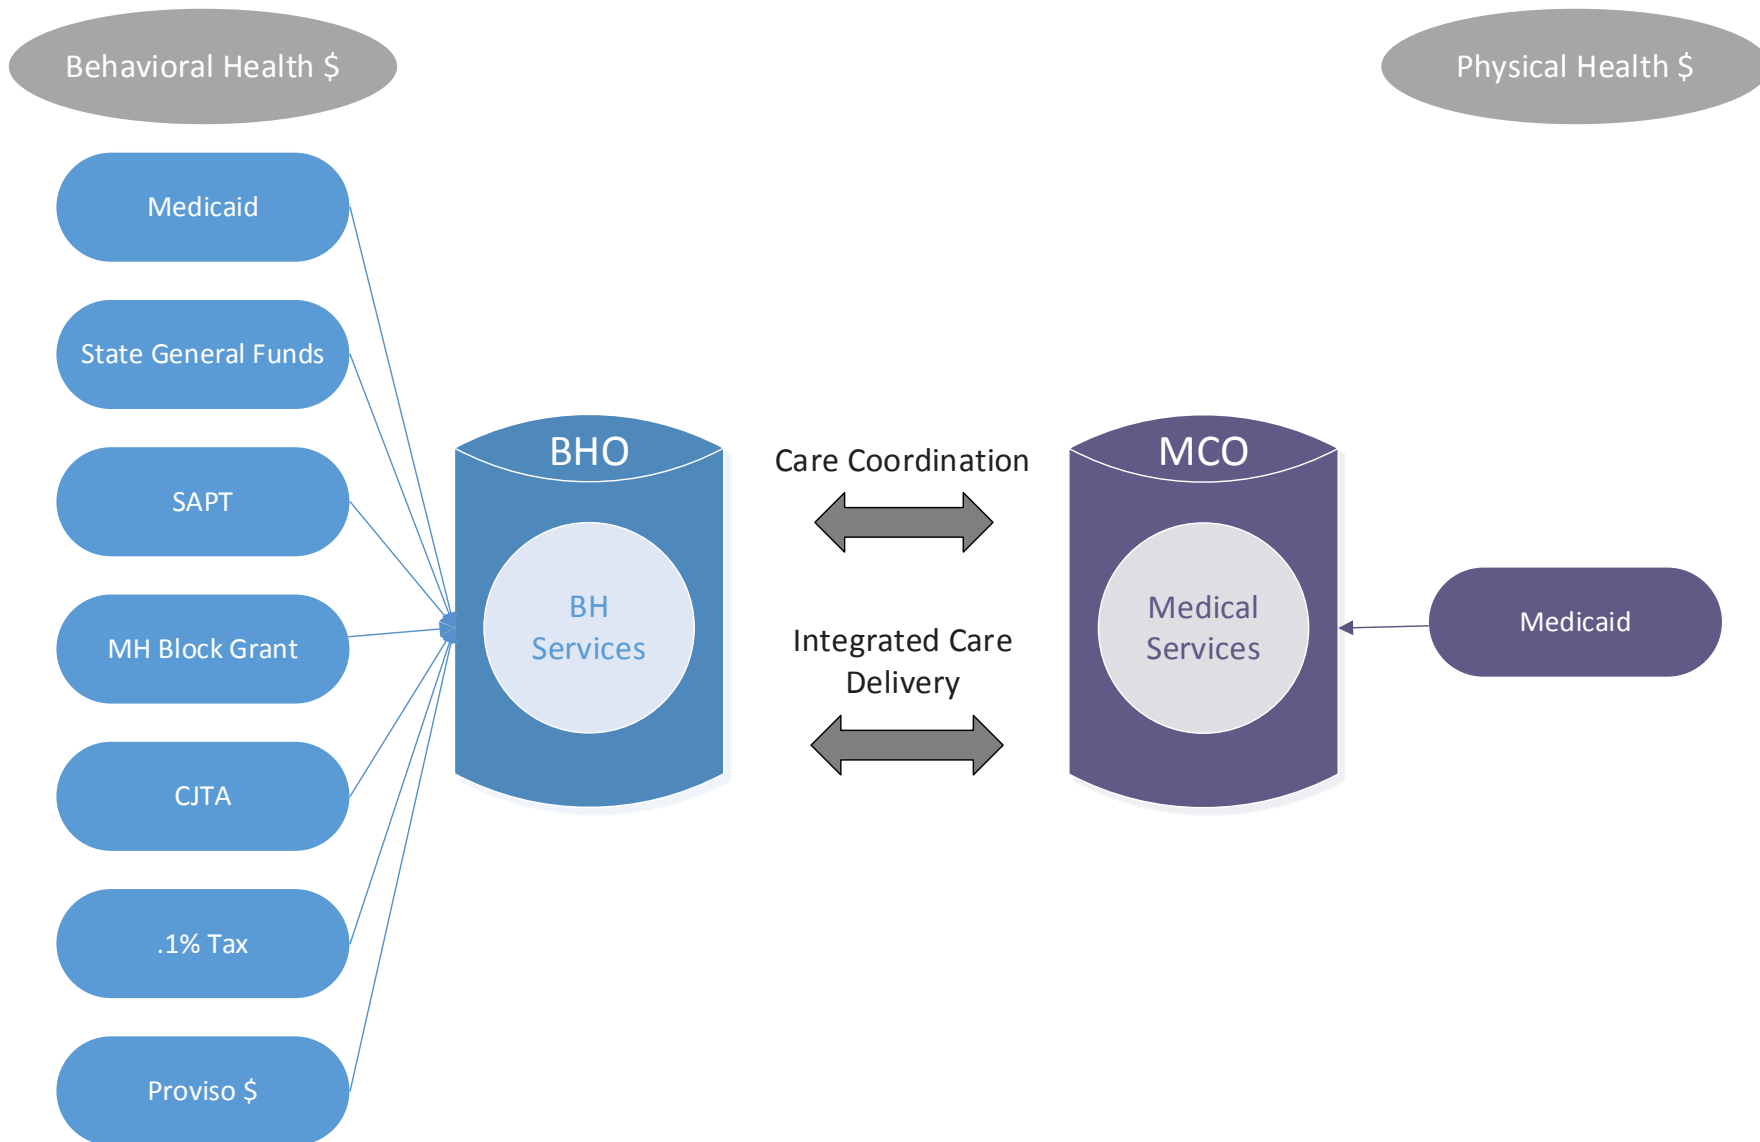 Behavioral Health $
Physical Health $
Medicaid
State General Funds
SAPT
MH Block Grant
CJTA
.1% Tax
Proviso $
BHO
BH
Services
Care Coordination
Integrated Care
Delivery
MCO
Medical
Services
Medicaid